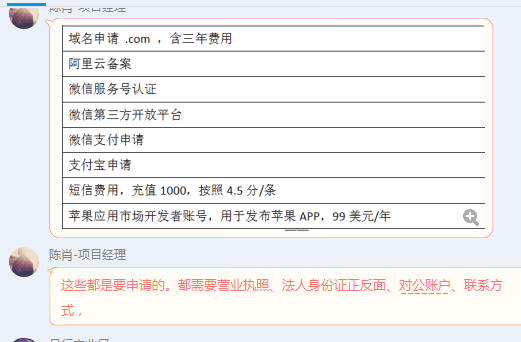 陈肖-项目经理
域名申请 .com ，含三年费用
阿里云备案
微信服务号认证
微信第三方开放平台
微信支付申请
支付宝申请
短信费用，充值 1000，按照 4.5 分/条
苹果应用市场开发者账号，用于发布苹果 APP，99 美元/年
陈肖-项目经理
这些都是要申请的。都需要营业执照、法人身份证正反面、对公账户、联系方
式，